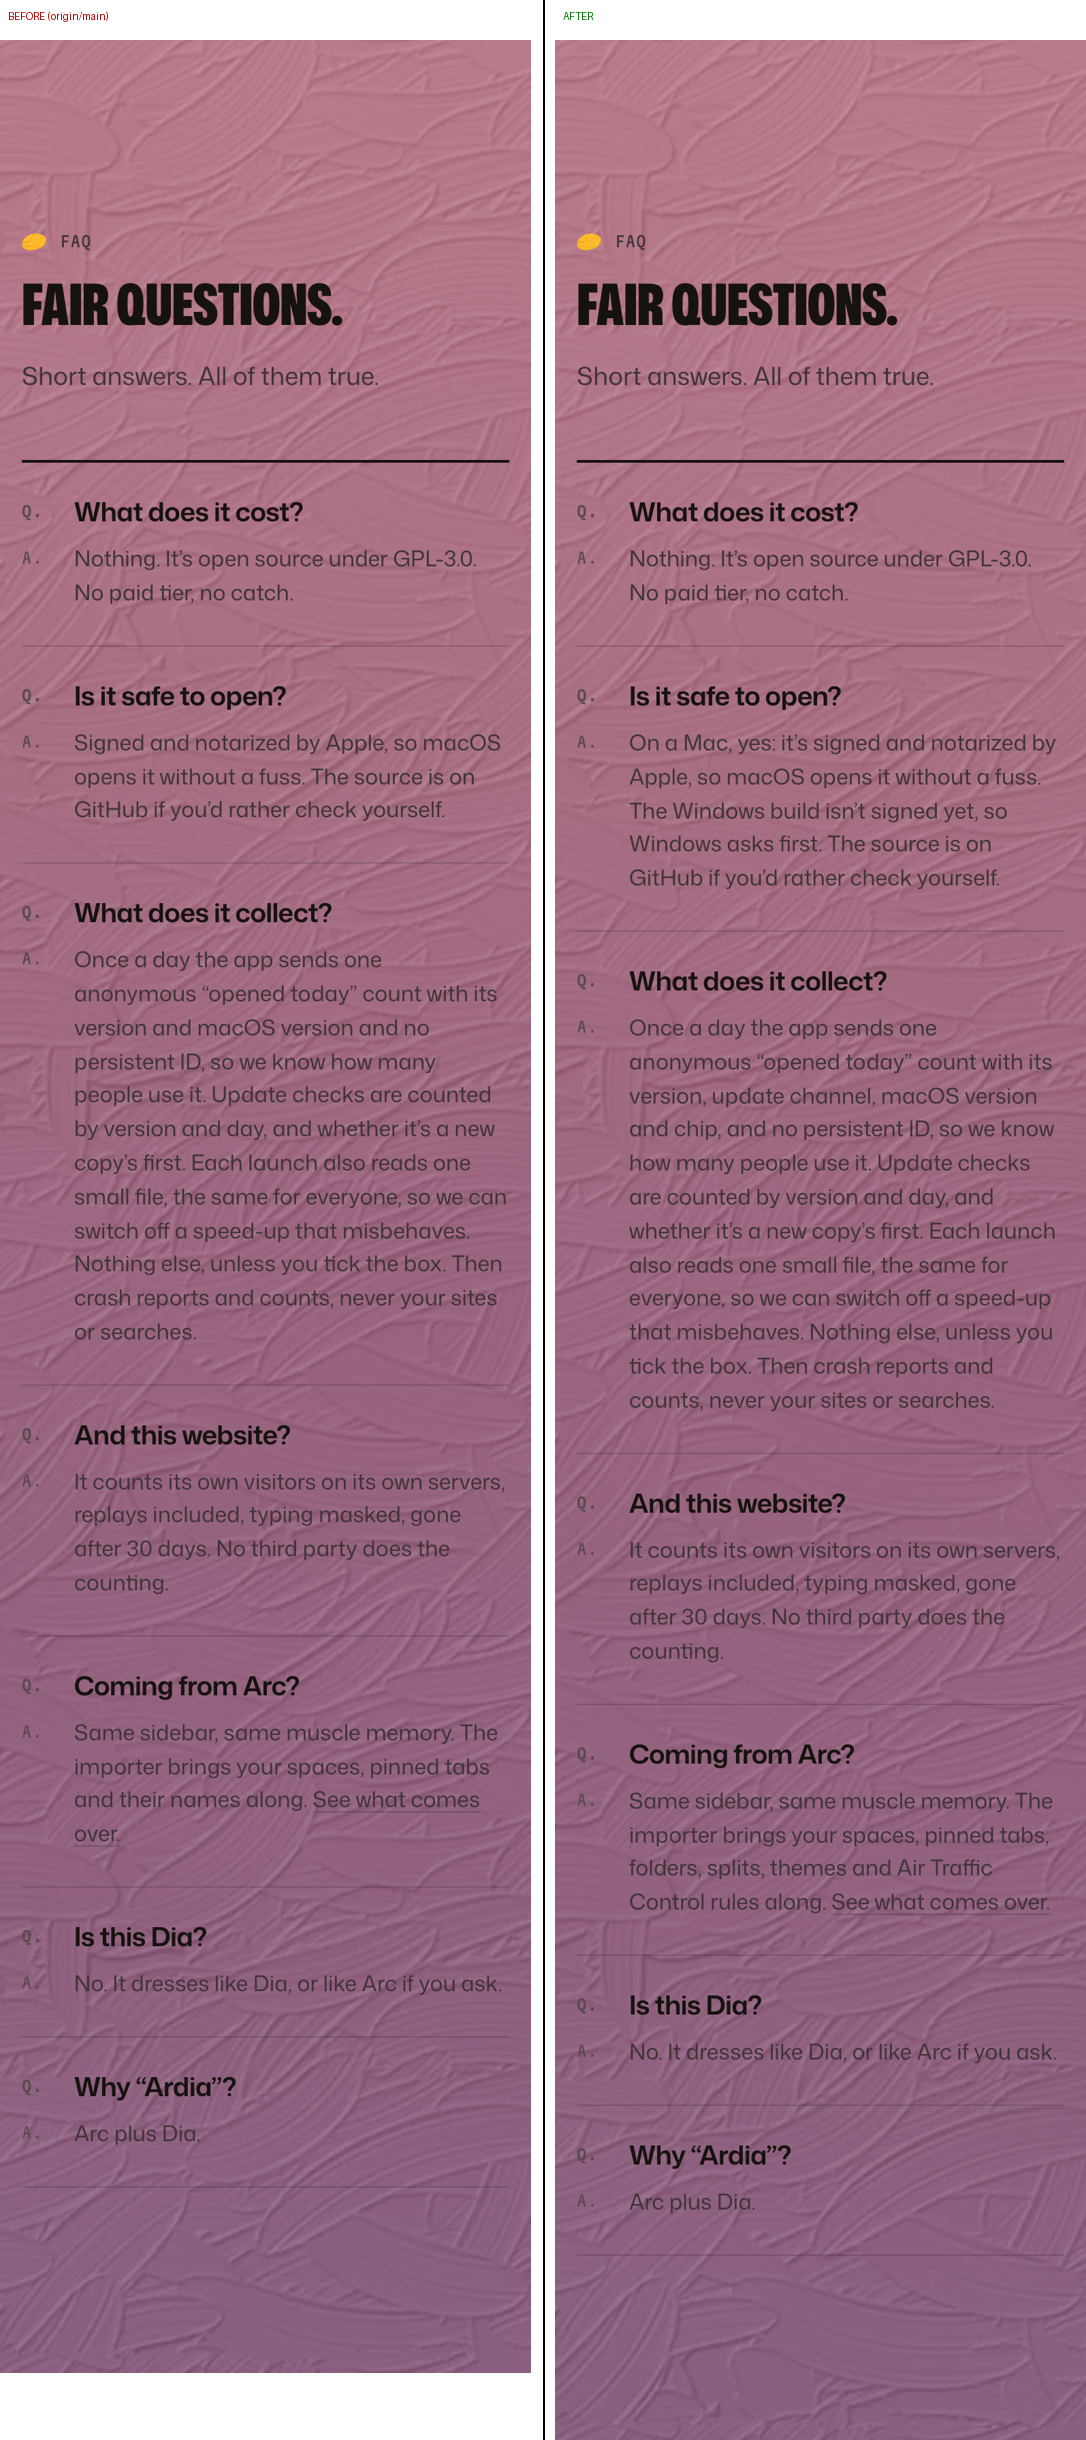 BEFORE (origin/main)
FAQ
FAIR QUESTIONS.
Short answers. All of them true.
Q. What does it cost?
A. Nothing. It’s open source under GPL-3.0.
No paid tier, no catch.
Q. Is it safe to open?
A. Signed and notarized by Apple, so macOS
opens it without a fuss. The source is on
GitHub if you’d rather check yourself.
Q. What does it collect?
A. Once a day the app sends one
anonymous “opened today” count with its
version and macOS version and no
persistent ID, so we know how many
people use it. Update checks are counted
by version and day, and whether it’s a new
copy’s first. Each launch also reads one
small file, the same for everyone, so we can
switch off a speed-up that misbehaves.
Nothing else, unless you tick the box. Then
crash reports and counts, never your sites
or searches.
Q. And this website?
A. It counts its own visitors on its own servers,
replays included, typing masked, gone
after 30 days. No third party does the
counting.
Q. Coming from Arc?
A. Same sidebar, same muscle memory. The
importer brings your spaces, pinned tabs
and their names along. See what comes
over.
Q. Is this Dia?
A. No. It dresses like Dia, or like Arc if you ask.
Q. Why “Ardia”?
A. Arc plus Dia.
AFTER
FAQ
FAIR QUESTIONS.
Short answers. All of them true.
Q. What does it cost?
A. Nothing. It’s open source under GPL-3.0.
No paid tier, no catch.
Q. Is it safe to open?
A. On a Mac, yes: it’s signed and notarized by
Apple, so macOS opens it without a fuss.
The Windows build isn’t signed yet, so
Windows asks first. The source is on
GitHub if you’d rather check yourself.
Q. What does it collect?
A. Once a day the app sends one
anonymous “opened today” count with its
version, update channel, macOS version
and chip, and no persistent ID, so we know
how many people use it. Update checks
are counted by version and day, and
whether it’s a new copy’s first. Each launch
also reads one small file, the same for
everyone, so we can switch off a speed-up
that misbehaves. Nothing else, unless you
tick the box. Then crash reports and
counts, never your sites or searches.
Q. And this website?
A. It counts its own visitors on its own servers,
replays included, typing masked, gone
after 30 days. No third party does the
counting.
Q. Coming from Arc?
A. Same sidebar, same muscle memory. The
importer brings your spaces, pinned tabs,
folders, splits, themes and Air Traffic
Control rules along. See what comes over.
Q. Is this Dia?
A. No. It dresses like Dia, or like Arc if you ask.
Q. Why “Ardia”?
A. Arc plus Dia.